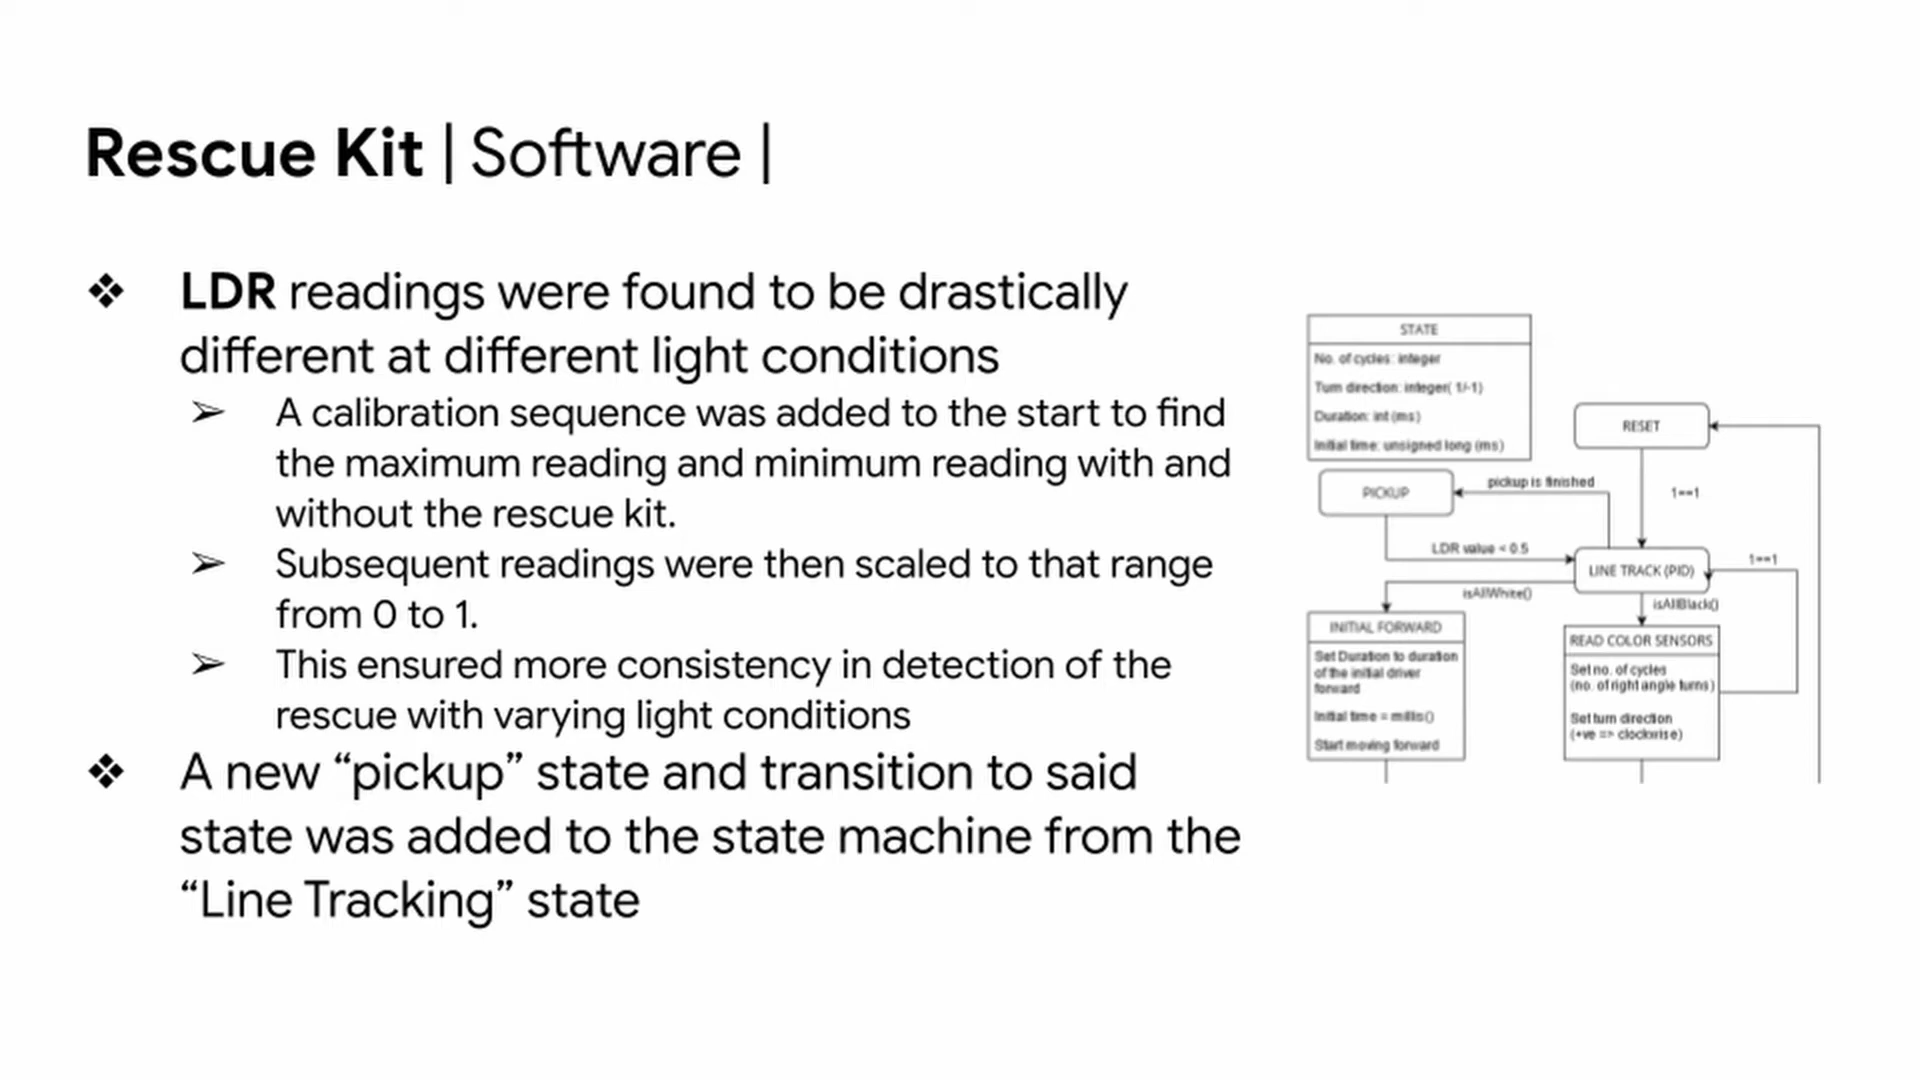 Rescue Kit | Software |
❖ LDR readings were found to be drastically
different at different light conditions
➢ A calibration sequence was added to the start to find
the maximum reading and minimum reading with and
without the rescue kit.
➢ Subsequent readings were then scaled to that range
from 0 to 1.
➢ This ensured more consistency in detection of the
rescue with varying light conditions
❖ A new “pickup” state and transition to said
state was added to the state machine from the
“Line Tracking” state
STATE
No. of cycles: integer
Turn direction: integer( 1/-1)
Duration: int (ms)
Initial time: unsigned long (ms)
RESET
PICKUP
pickup is finished
1==1
LDR value < 0.5
LINE TRACK (PID)
1==1
isAllWhite()
isAllBlack()
INITIAL FORWARD
Set Duration to duration
of the initial driver
forward
Initial time = millis()
Start moving forward
READ COLOR SENSORS
Set no. of cycles
(no. of right angle turns)
Set turn direction
(+ve => clockwise)